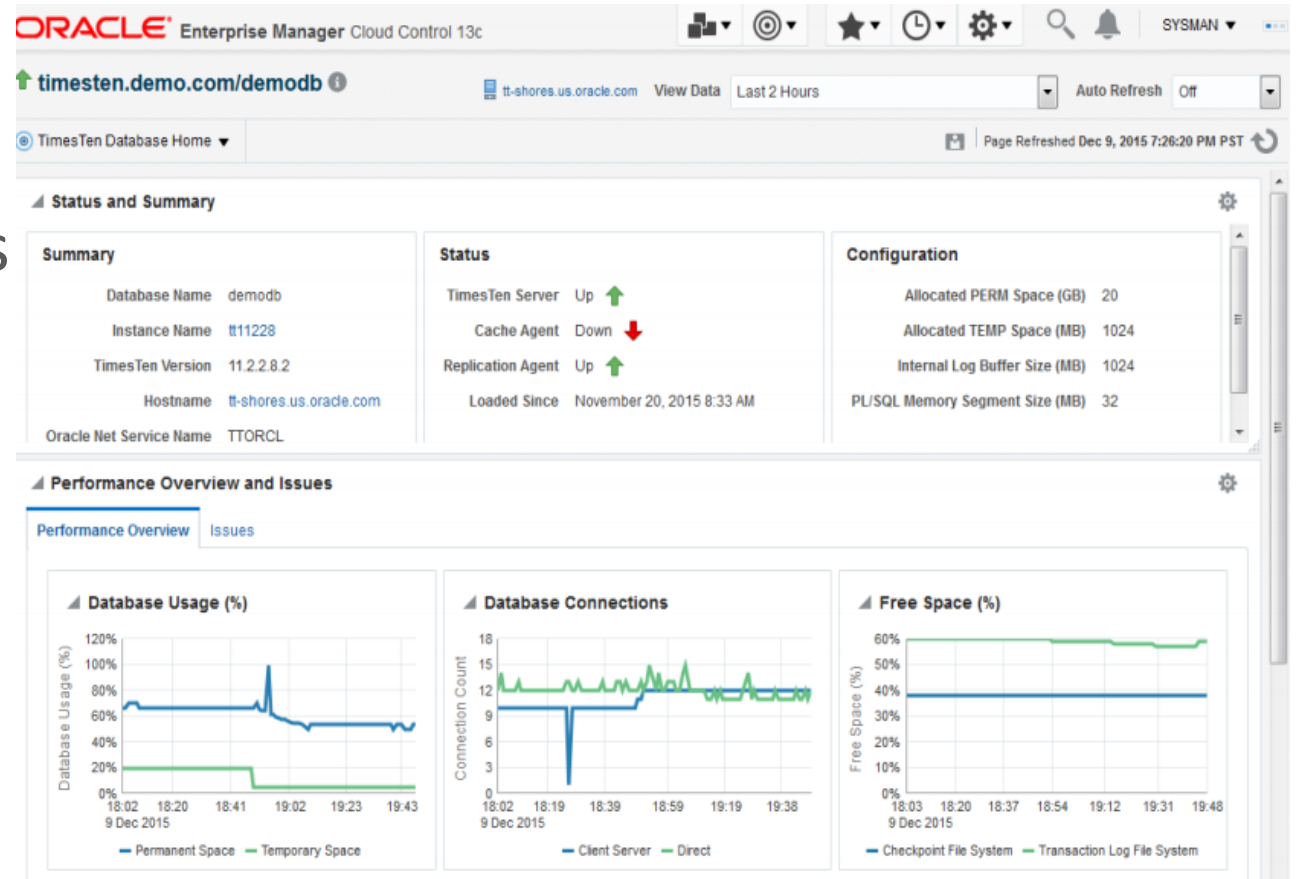 ORACLE Enterprise Manager Cloud Control 13c
SYSMAN
timesten.demo.com/demodb
tt-shores.us.oracle.com View Data Last 2 Hours Auto Refresh Off
TimesTen Database Home
Page Refreshed Dec 9, 2015 7:26:20 PM PST
Status and Summary
s
Summary
Database Name demodb
Instance Name tt11228
TimesTen Version 11.2.2.8.2
Hostname tt-shores.us.oracle.com
Oracle Net Service Name TTORCL
Status
TimesTen Server Up
Cache Agent Down
Replication Agent Up
Loaded Since November 20, 2015 8:33 AM
Configuration
Allocated PERM Space (GB) 20
Allocated TEMP Space (MB) 1024
Internal Log Buffer Size (MB) 1024
PL/SQL Memory Segment Size (MB) 32
Performance Overview and Issues
Performance Overview Issues
Database Usage (%)
Database Usage (%)
120%
100%
80%
60%
40%
20%
0%
18:02 18:20 18:41 19:02 19:23 19:43
9 Dec 2015
Permanent Space Temporary Space
Database Connections
Connection Count
18
15
12
9
6
3
0
18:02 18:19 18:39 18:59 19:19 19:38
9 Dec 2015
Client Server Direct
Free Space (%)
Free Space (%)
60%
50%
40%
30%
20%
10%
0%
18:03 18:20 18:37 18:54 19:12 19:31 19:48
9 Dec 2015
Checkpoint File System Transaction Log File System